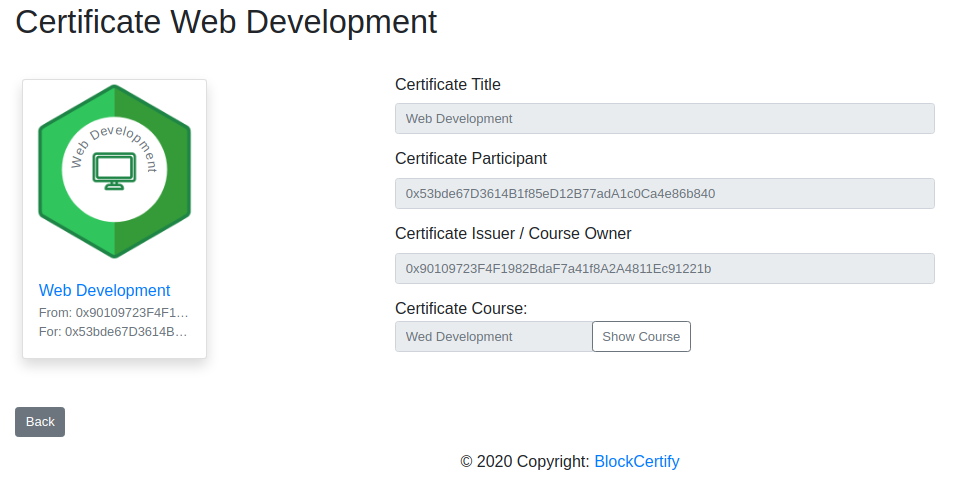 Certificate Web Development
Web Development
Web Development
From: 0x90109723F4F1...
For: 0x53bde67D3614B...
Certificate Title
Web Development
Certificate Participant
0x53bde67D3614B1f85eD12B77adA1c0Ca4e86b840
Certificate Issuer / Course Owner
0x90109723F4F1982BdaF7a41f8A2A4811Ec91221b
Certificate Course:
Wed Development Show Course
Back
© 2020 Copyright: BlockCertify